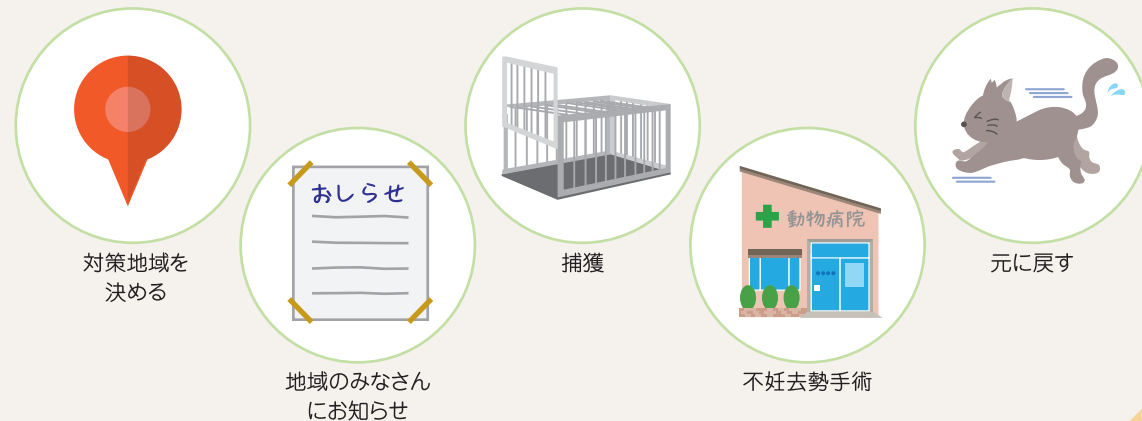 対策地域を
決める
おしらせ
地域のみなさん
にお知らせ
捕獲
動物病院
不妊去勢手術
元に戻す